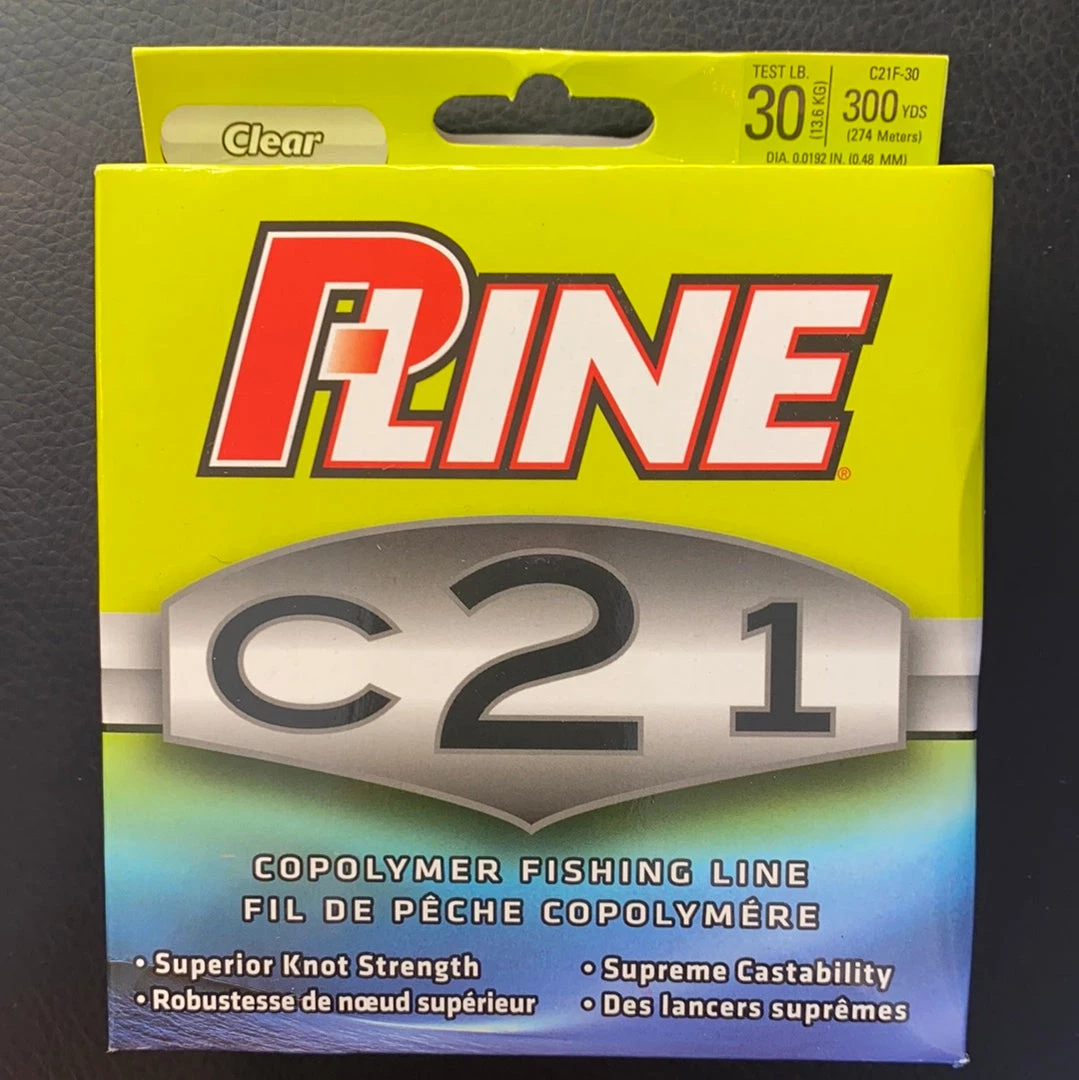 Clear
TEST LB.
30
(13.6 KG)
C21F-30
300 YDS
(274 Meters)
DIA. 0.0192 IN. (0.48 MM)
PLINE®
C21
COPOLYMER FISHING LINE
FIL DE PÊCHE COPOLYMÉRE
• Superior Knot Strength
• Robustesse de nœud supérieur
• Supreme Castability
• Des lancers suprêmes